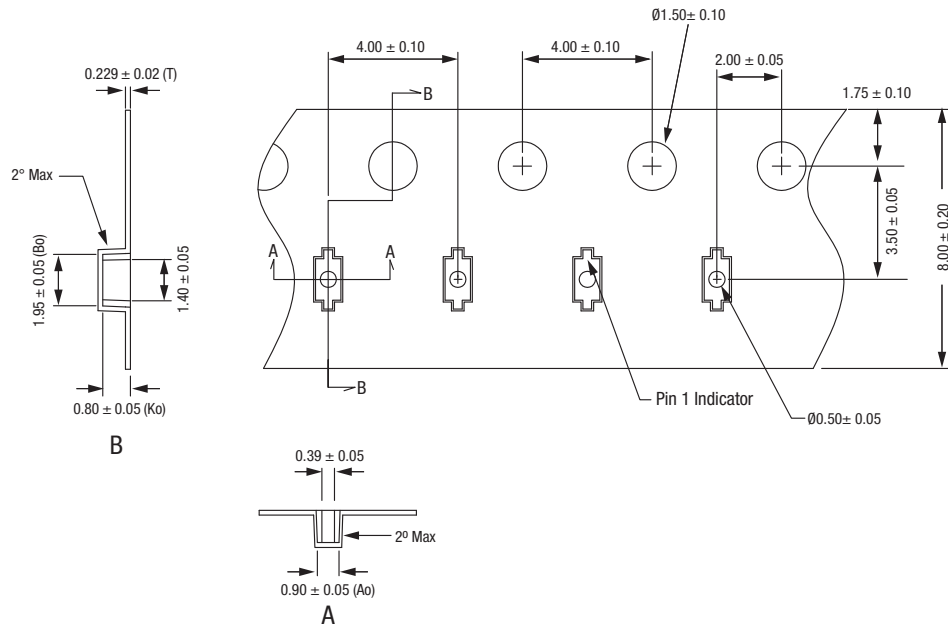 Ø1.50± 0.10
4.00 ± 0.10
4.00 ± 0.10
2.00 ± 0.05
0.229 ± 0.02 (T)
1.75 ± 0.10
B
2° Max
A
A
3.50 ± 0.05
8.00 ± 0.20
1.95 ± 0.05 (Bo)
1.40 ± 0.05
B
Pin 1 Indicator
0.80 ± 0.05 (Ko)
Ø0.50± 0.05
B
0.39 ± 0.05
2º Max
0.90 ± 0.05 (Ao)
A